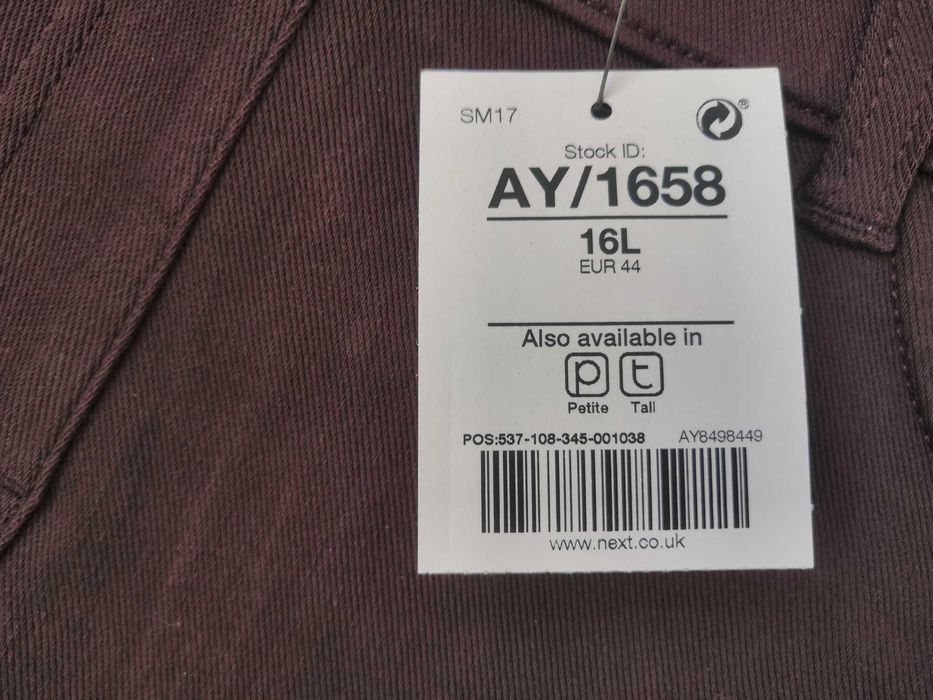 SM17
®
Stock ID:
AY/1658
16L
EUR 44
Also available in
p t
Petite Tall
POS:537-108-345-001038 AY8498449
www.next.co.uk